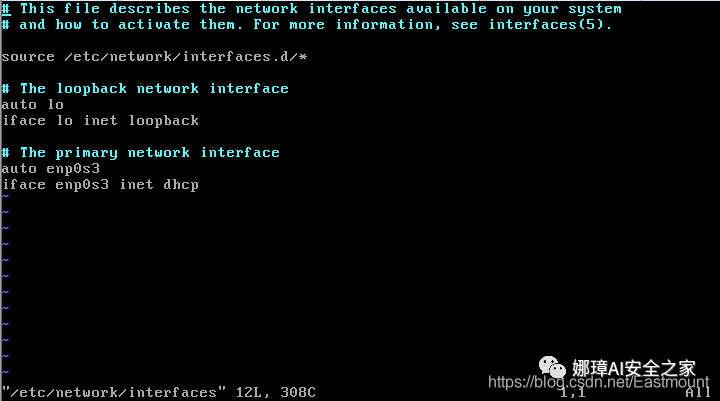 # This file describes the network interfaces available on your system
# and how to activate them. For more information, see interfaces(5).
source /etc/network/interfaces.d/*
# The loopback network interface
auto lo
iface lo inet loopback
# The primary network interface
auto enp0s3
iface enp0s3 inet dhcp
~
~
~
~
~
~
~
~
~
~
~
~
娜璋AI安全之家
https://blog.csdn.net/Eastmount
"/etc/network/interfaces" 12L, 308C 1,1 All